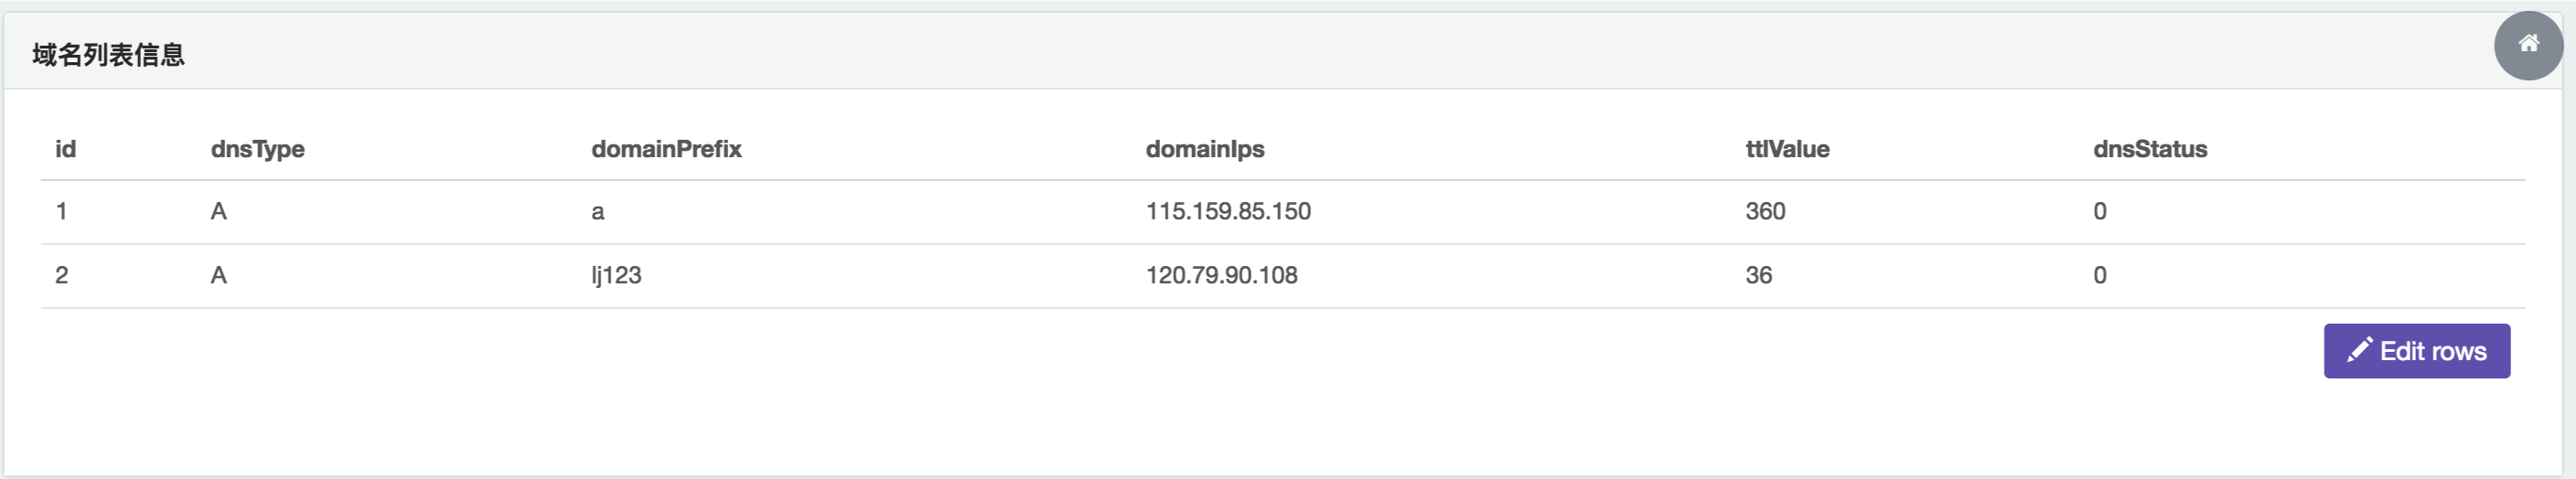 域名列表信息
id dnsType domainPrefix domainIps ttlValue dnsStatus
1 A a 115.159.85.150 360 0
2 A lj123 120.79.90.108 36 0
Edit rows